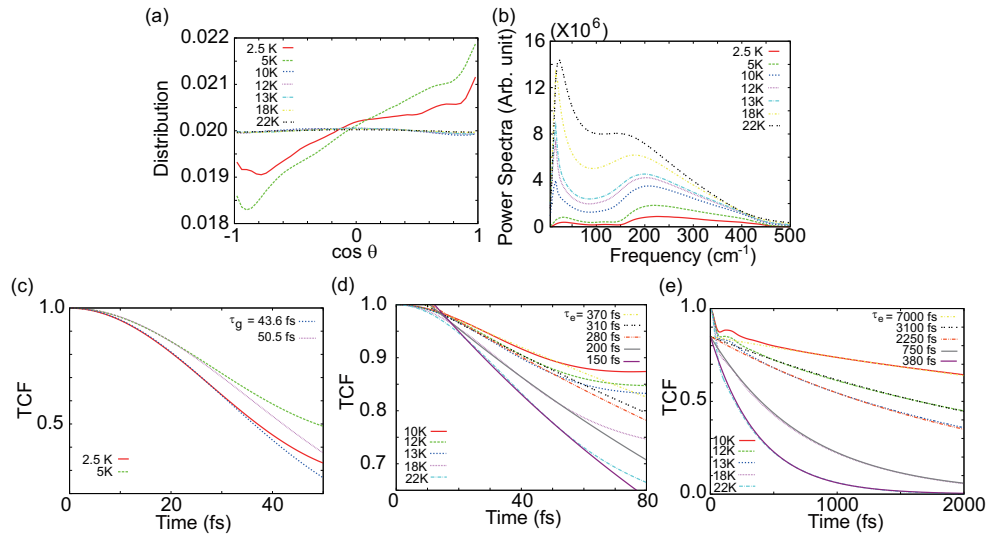 (a)
0.022
0.021
0.020
0.019
0.018
Distribution
2.5 K
5K
10K
12K
13K
18K
22K
-1
0
1
cos θ
(b)
(X10⁶)
16
12
8
4
0
Power Spectra (Arb. unit)
2.5 K
5K
10K
12K
13K
18K
22K
100
200
300
400
500
Frequency (cm⁻¹)
(c)
1.0
0.5
TCF
τg = 43.6 fs
50.5 fs
2.5 K
5K
0
20
40
Time (fs)
(d)
1.0
0.9
0.8
0.7
TCF
τe = 370 fs
310 fs
280 fs
200 fs
150 fs
10K
12K
13K
18K
22K
0
40
80
Time (fs)
(e)
1.0
0.5
0.0
TCF
τe = 7000 fs
3100 fs
2250 fs
750 fs
380 fs
10K
12K
13K
18K
22K
0
1000
2000
Time (fs)